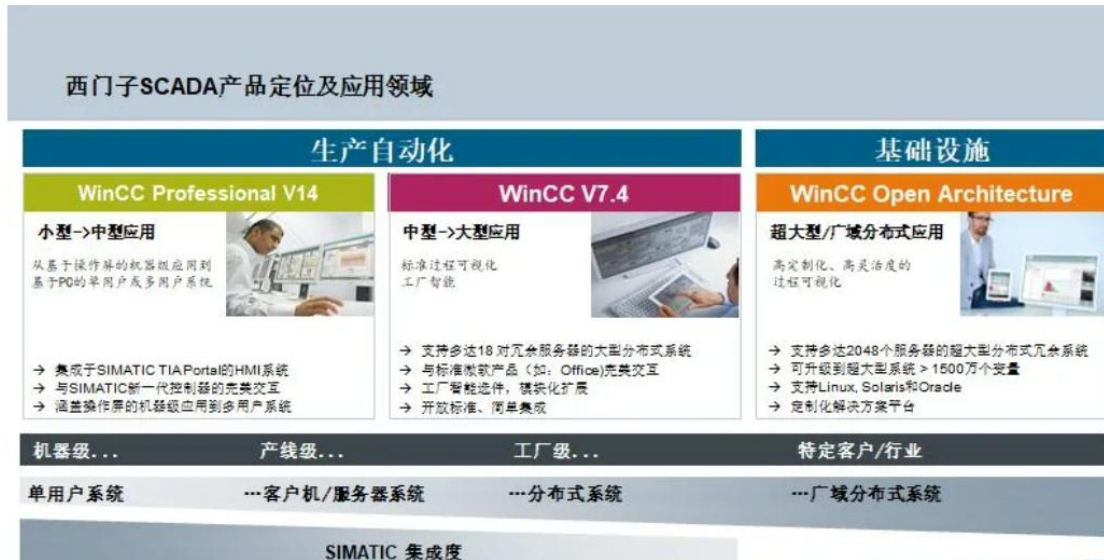 西门子SCADA产品定位及应用领域
生产自动化
基础设施
WinCC Professional V14
小型->中型应用
从基于操作屏的机器级应用到
基于PC的单用户或多用户系统
→ 集成于SIMATIC TIAPortal的HMI系统
→ 与SIMATIC新一代控制器的完美交互
→ 涵盖操作屏的机器级应用到多用户系统
WinCC V7.4
中型->大型应用
标准过程可视化
工厂智能
→ 支持多达18 对冗余服务器的大型分布式系统
→ 与标准微软产品（如：Office)完美交互
→ 工厂智能选件，模块化扩展
→ 开放标准、简单集成
WinCC Open Architecture
超大型/广域分布式应用
高定制化、高灵活度的
过程可视化
→ 支持多达2048个服务器的超大型分布式冗余系统
→ 可升级到超大型系统 > 1500万个变量
→ 支持Linux, Solaris和Oracle
→ 定制化解决方案平台
机器级... 产线级... 工厂级... 特定客户/行业
单用户系统 ...客户机/服务器系统 ...分布式系统 ...广域分布式系统
SIMATIC 集成度